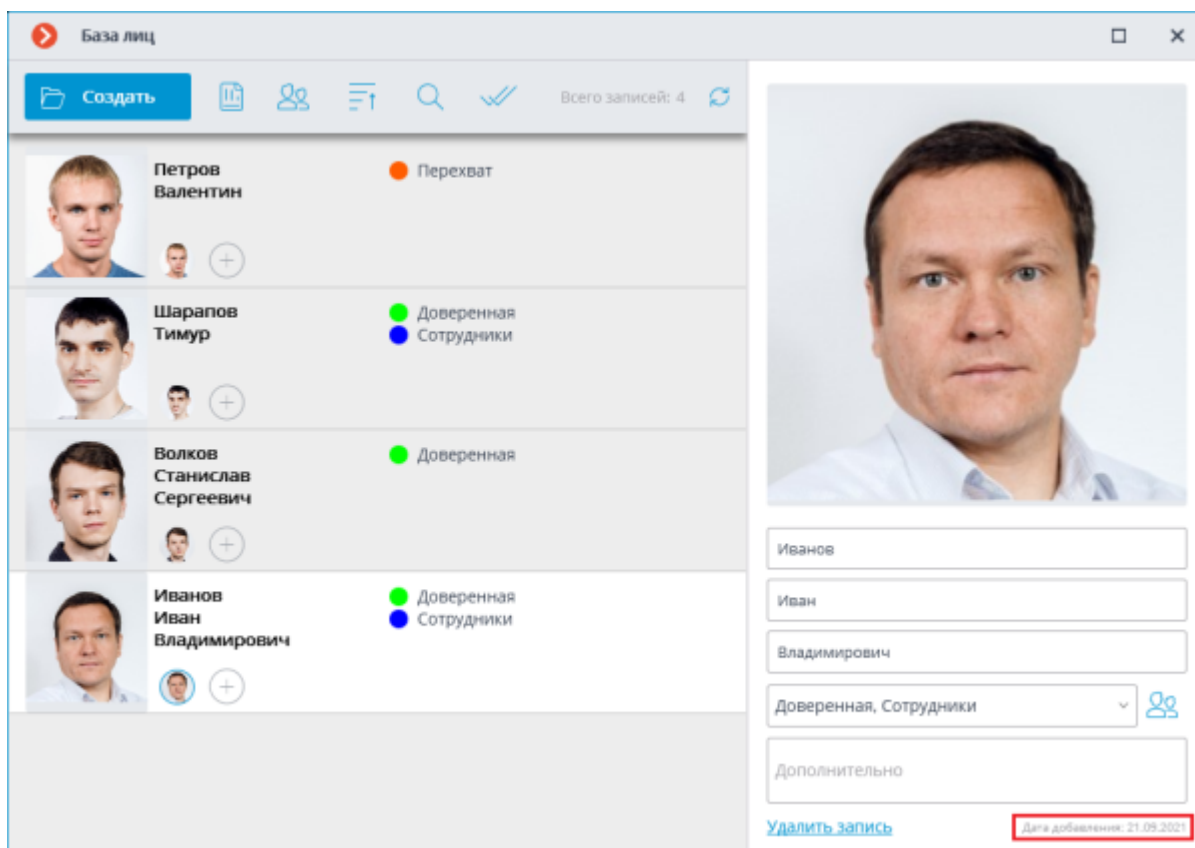 База лиц
Создать
Всего записей: 4
Петров
Валентин
Перехват
Шарапов
Тимур
Доверенная
Сотрудники
Волков
Станислав
Сергеевич
Доверенная
Иванов
Иван
Владимирович
Доверенная
Сотрудники
Иванов
Иван
Владимирович
Доверенная, Сотрудники
Дополнительно
Удалить запись
Дата добавления: 21.09.2021